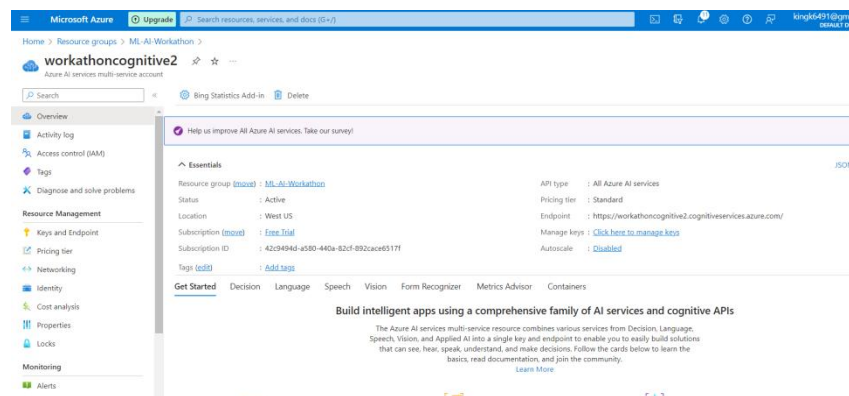 Microsoft Azure
Upgrade
Search resources, services, and docs (G+/)
kingk6491@gm
DEFAULT D
Home > Resource groups > ML-AI-Workathon >
workathoncognitive2
Azure AI services multi-service account
Search
Bing Statistics Add-in Delete
Overview
Activity log
Access control (IAM)
Tags
Diagnose and solve problems
Resource Management
Keys and Endpoint
Pricing tier
Networking
Identity
Cost analysis
Properties
Locks
Monitoring
Alerts
Help us improve All Azure AI services. Take our survey!
Essentials
JSON
Resource group (move) : ML-AI-Workathon
Status : Active
Location : West US
Subscription (move) : Free Trial
Subscription ID : 42c9494d-a580-440a-82cf-892cace6517f
Tags (edit) : Add tags
API type : All Azure AI services
Pricing tier : Standard
Endpoint : https://workathoncognitive2.cognitiveservices.azure.com/
Manage keys : Click here to manage keys
Autoscale : Disabled
Get Started Decision Language Speech Vision Form Recognizer Metrics Advisor Containers
Build intelligent apps using a comprehensive family of AI services and cognitive APIs
The Azure AI services multi-service resource combines various services from Decision, Language,
Speech, Vision, and Applied AI into a single key and endpoint to enable you to easily build solutions
that can see, hear, speak, understand, and make decisions. Follow the cards below to learn the
basics, read documentation, and join the community.
Learn More